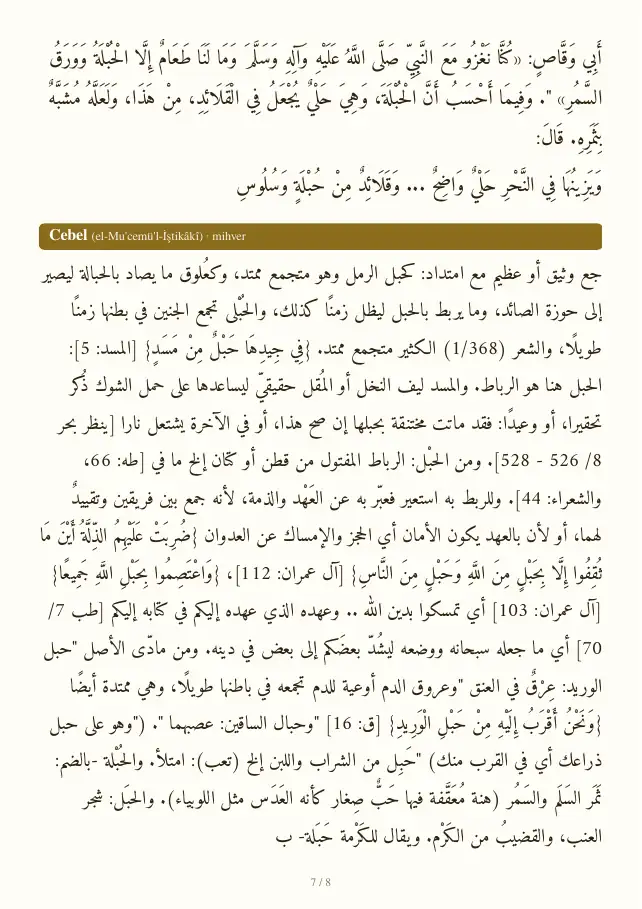 أَبِي وَقَّاصٍ: «كُنَّا نَغْزُو مَعَ النَّبِيِّ صَلَّى اللَّهُ عَلَيْهِ وَآلِهِ وَسَلَّمَ وَمَا لَنَا طَعَامٌ إِلَّا الْحُبْلَةُ وَوَرَقُ
السَّمُرِ» ". وَفِيمَا أَحْسَبُ أَنَّ الْحُبْلَةَ، وَهِيَ حَلْيٌ يُجْعَلُ فِي الْقَلَائِدِ، مِنْ هَذَا، وَلَعَلَّهُ مُشَبَّهٌ
بِثَمَرِهِ. قَالَ:
وَيَزِينُهَا فِي النَّحْرِ حَلْيٌ وَاضِحٌ ... وَقَلَائِدٌ مِنْ حُبْلَةٍ وَسُلُوسِ
Cebel (el-Mu'cemü'l-İştikâkî) · mihver
جمع وثيق أو عظيم مع امتداد: كحبل الرمل وهو متجمع ممتد، وكعُلوق ما يصاد بالحبالة ليصير
إلى حوزة الصائد، وما يربط بالحبل ليظل زمنًا كذلك، والحُبْلى تجمع الجنين في بطنها زمنًا
طويلًا، والشعر (1/368) الكثير متجمع ممتد. {فِي جِيدِهَا حَبْلٌ مِنْ مَسَدٍ} [المسد: 5]:
الحبل هنا هو الرباط. والمسد ليف النخل أو المُقل حقيقيّ ليساعدها على حمل الشوك ذُكر
تحقيرا، أو وعيدًا: فقد ماتت مختنقة بحبلها إن صح هذا، أو في الآخرة يشتعل نارا [ينظر بحر
8/ 526 - 528]. ومن الحبْل: الرباط المفتول من قطن أو كتان إلخ ما في [طه: 66،
والشعراء: 44]. وللربط به استعير فعبّر به عن العَهْد والذمة، لأنه جمع بين فريقين وتقييدٌ
لهما، أو لأن بالعهد يكون الأمان أي الحجز والإمساك عن العدوان {ضُرِبَتْ عَلَيْهِمُ الذِّلَّةُ أَيْنَ مَا
ثُقِفُوا إِلَّا بِحَبْلٍ مِنَ اللَّهِ وَحَبْلٍ مِنَ النَّاسِ} [آل عمران: 112]، {وَاعْتَصِمُوا بِحَبْلِ اللَّهِ جَمِيعًا}
[آل عمران: 103] أي تمسكوا بدين الله .. وعهده الذي عهده إليكم في كتابه إليكم [طب 7/
70] أي ما جعله سبحانه ووضعه ليشُدّ بعضَكم إلى بعض في دينه. ومن مادّى الأصل "حبل
الوريد: عِرْقٌ في العنق "وعروق الدم أوعية للدم تجمعه في باطنها طويلًا، وهي ممتدة أيضًا
{وَنَحْنُ أَقْرَبُ إِلَيْهِ مِنْ حَبْلِ الْوَرِيدِ} [ق: 16] "وحبال الساقين: عصبهما ". ("وهو على حبل
ذراعك أي في القرب منك) "حَبِل من الشراب واللبن إلخ (تعب): امتلأ. والحُبْلة -بالضم:
ثَمَر السَلَم والسَمُر (هنة مُعَقَّفة فيها حَبٌّ صِغار كأنه العَدَس مثل اللوبياء). والحبَل: شجر
العنب، والقضيبُ من الكَرْم. ويقال للكَرْمة حَبَلة- ب
7 / 8